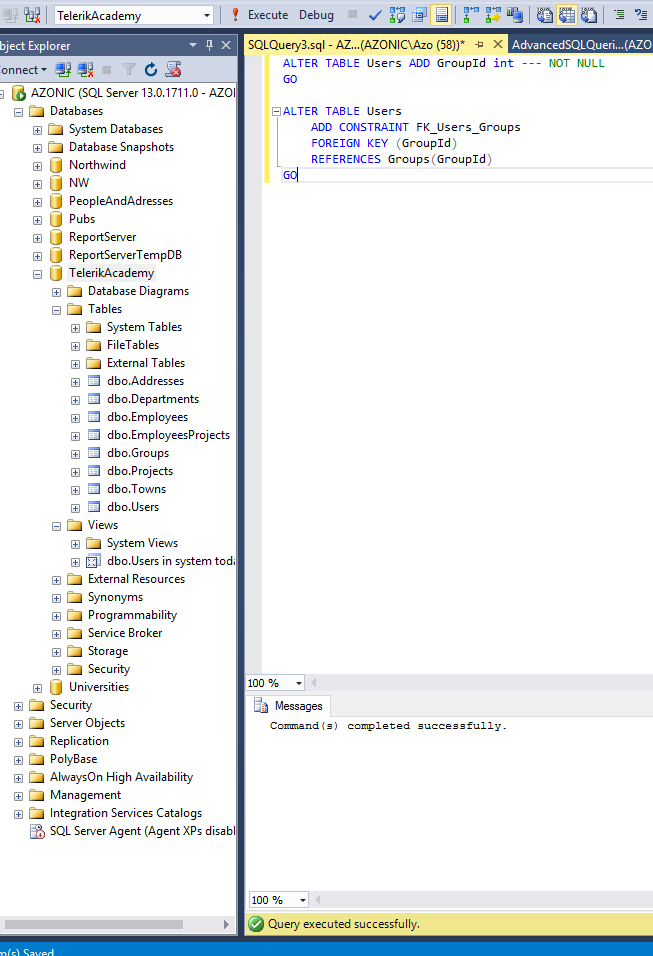 TelerikAcademy
Execute
Debug
bject Explorer
onnect
AZONIC (SQL Server 13.0.1711.0 - AZONI
Databases
System Databases
Database Snapshots
Northwind
NW
PeopleAndAdresses
Pubs
ReportServer
ReportServerTempDB
TelerikAcademy
Database Diagrams
Tables
System Tables
FileTables
External Tables
dbo.Addresses
dbo.Departments
dbo.Employees
dbo.EmployeesProjects
dbo.Groups
dbo.Projects
dbo.Towns
dbo.Users
Views
System Views
dbo.Users in system toda
External Resources
Synonyms
Programmability
Service Broker
Storage
Security
Universities
Security
Server Objects
Replication
PolyBase
AlwaysOn High Availability
Management
Integration Services Catalogs
SQL Server Agent (Agent XPs disabl
SQLQuery3.sql - AZ...(AZONIC\Azo (58))*
AdvancedSQLQueri...(AZO
ALTER TABLE Users ADD GroupId int --- NOT NULL
GO
ALTER TABLE Users
ADD CONSTRAINT FK_Users_Groups
FOREIGN KEY (GroupId)
REFERENCES Groups(GroupId)
GO
100 %
Messages
Command(s) completed successfully.
100 %
Query executed successfully.
m(s) Saved